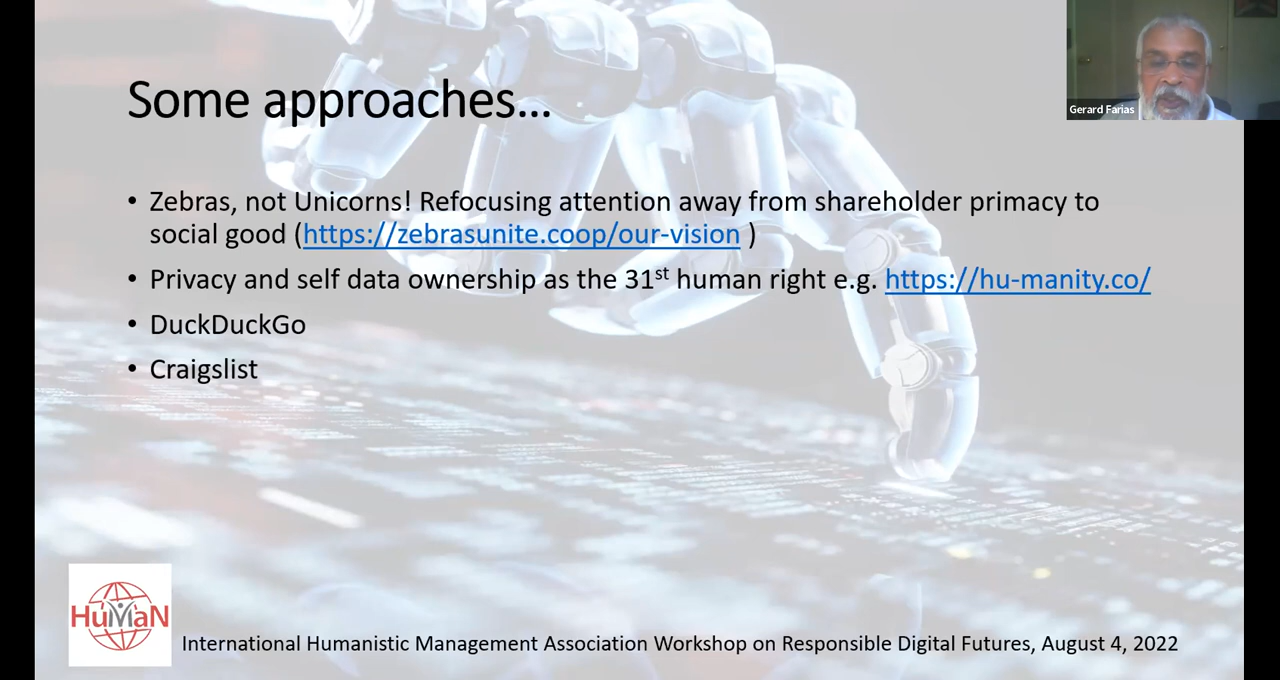 Some approaches...
Gerard Farias
• Zebras, not Unicorns! Refocusing attention away from shareholder primacy to
social good (https://zebrasunite.coop/our-vision )
• Privacy and self data ownership as the 31st human right e.g. https://hu-manity.co/
• DuckDuckGo
• Craigslist
HuMaN
International Humanistic Management Association Workshop on Responsible Digital Futures, August 4, 2022